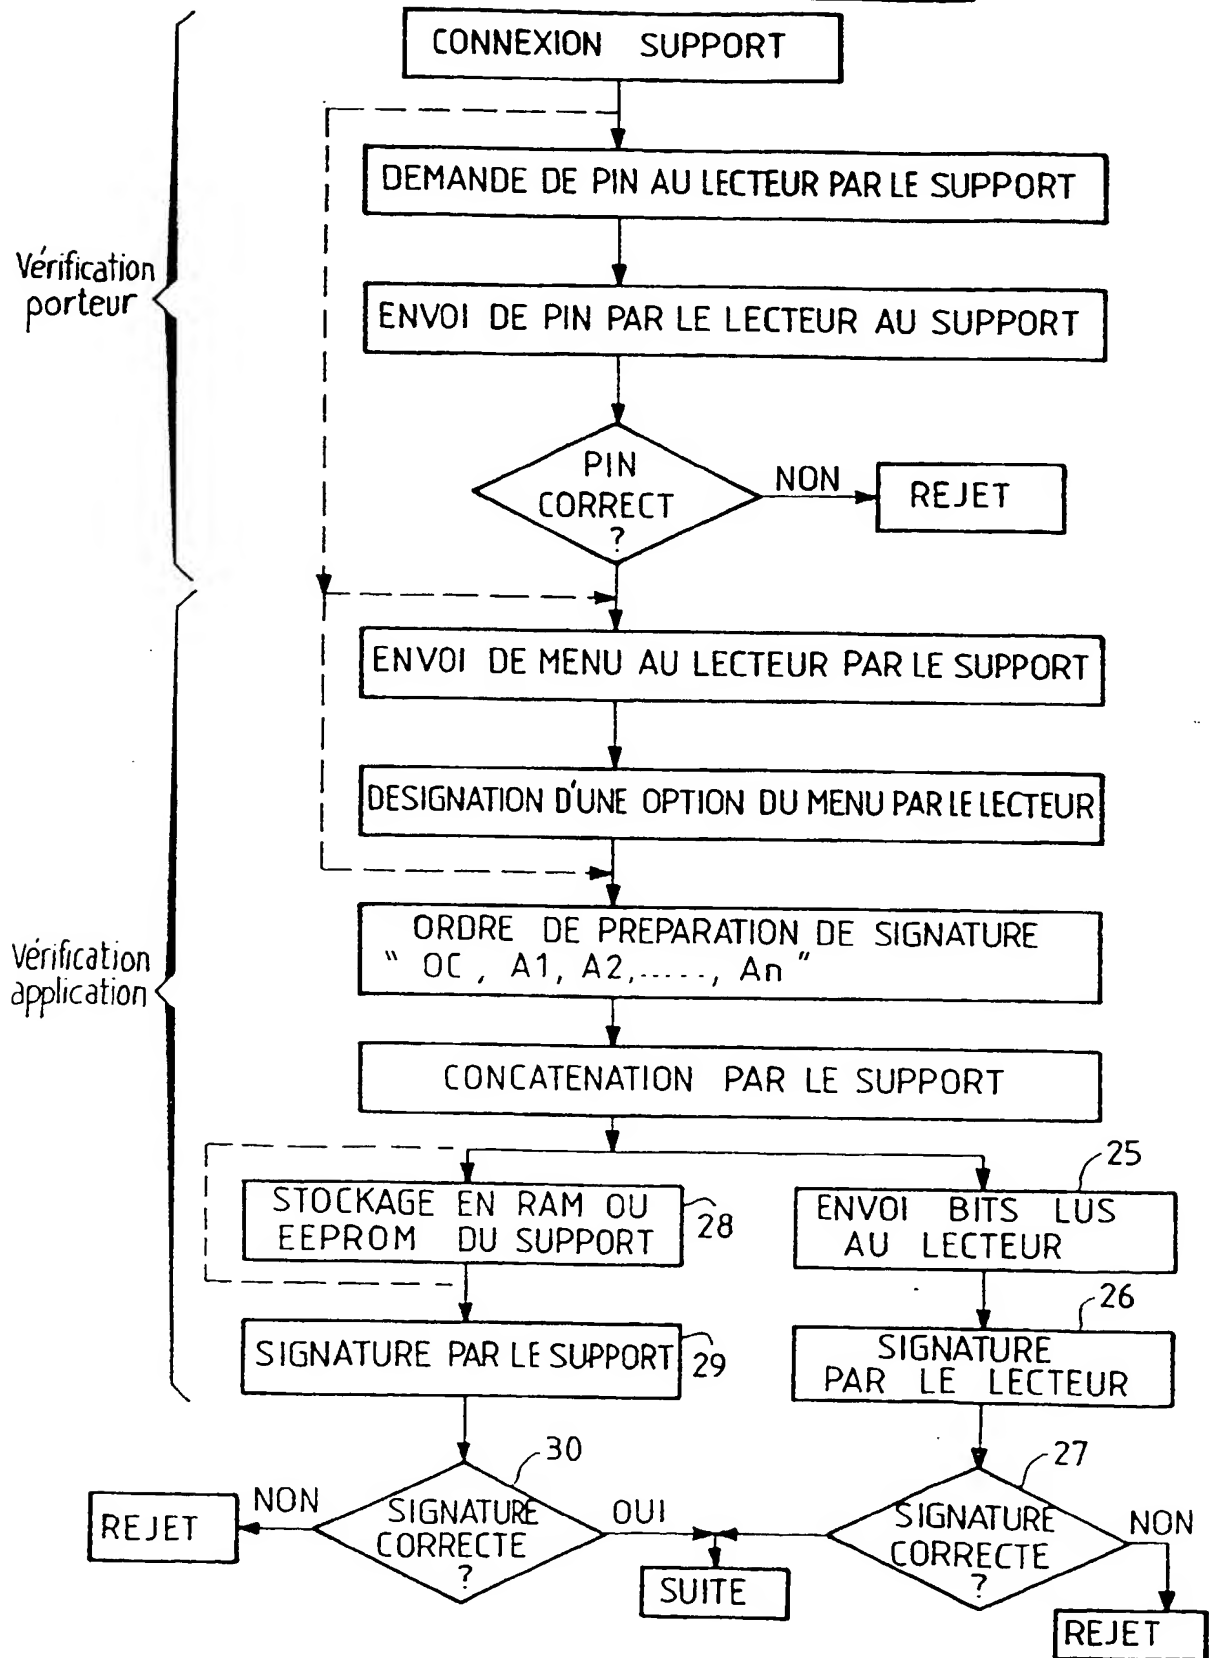 CONNEXION SUPPORT
DEMANDE DE PIN AU LECTEUR PAR LE SUPPORT
Vérification
porteur
ENVOI DE PIN PAR LE LECTEUR AU SUPPORT
PIN
CORRECT
?
NON
REJET
ENVOI DE MENU AU LECTEUR PAR LE SUPPORT
DESIGNATION D'UNE OPTION DU MENU PAR LE LECTEUR
Vérification
application
ORDRE DE PREPARATION DE SIGNATURE
" OC, A1, A2,....., An "
CONCATENATION PAR LE SUPPORT
STOCKAGE EN RAM OU
EEPROM DU SUPPORT
28
25
ENVOI BITS LUS
AU LECTEUR
SIGNATURE PAR LE SUPPORT
29
26
SIGNATURE
PAR LE LECTEUR
30
SIGNATURE
CORRECTE
?
NON
REJET
OUI
SUITE
27
SIGNATURE
CORRECTE
?
NON
REJET